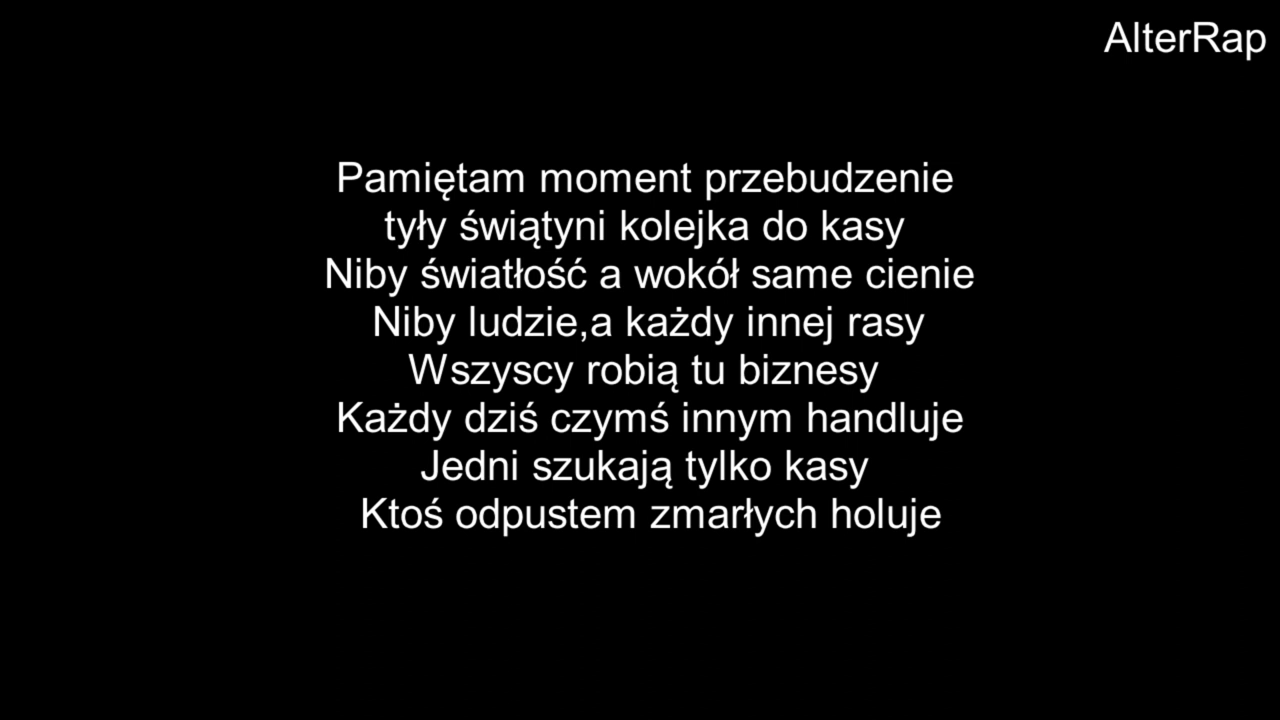 AlterRap
Pamiętam moment przebudzenie
tyły świątyni kolejka do kasy
Niby światłość a wokół same cienie
Niby ludzie,a każdy innej rasy
Wszyscy robią tu biznesy
Każdy dziś czymś innym handluje
Jedni szukają tylko kasy
Ktoś odpustem zmarłych holuje